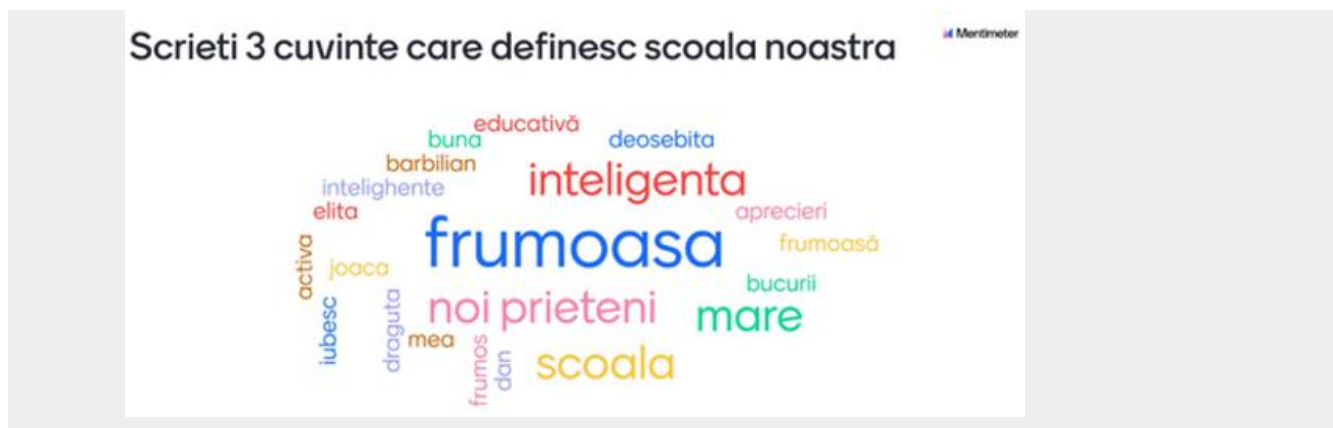 Scrieti 3 cuvinte care definesc scoala noastra
Mentimeter
educativă
buna
deosebita
barbilian
inteligenta
intelighente
elita
aprecieri
frumoasa
frumoasă
activa
joaca
bucurii
noi prieteni
mare
iubesc
draguta
mea
frumos
dan
scoala